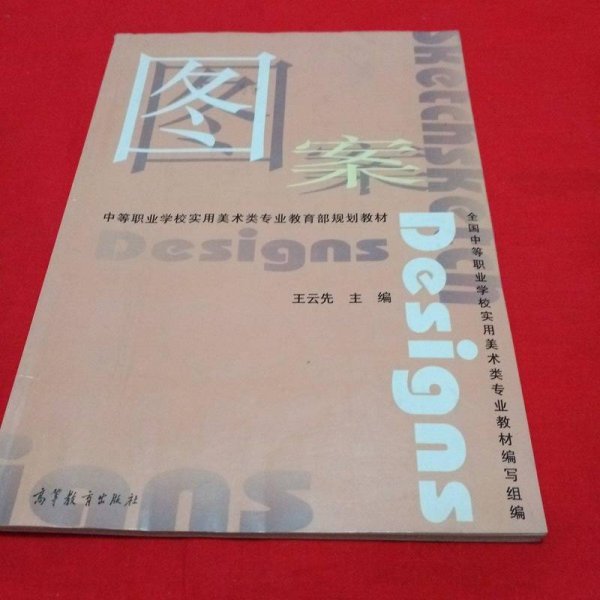 图案
中等职业学校实用美术类专业教育部规划教材
Designs
王云先 主 编
SketchSketch
Designs
全国中等职业学校实用美术类专业教材编写组编
igns
高等教育出版社